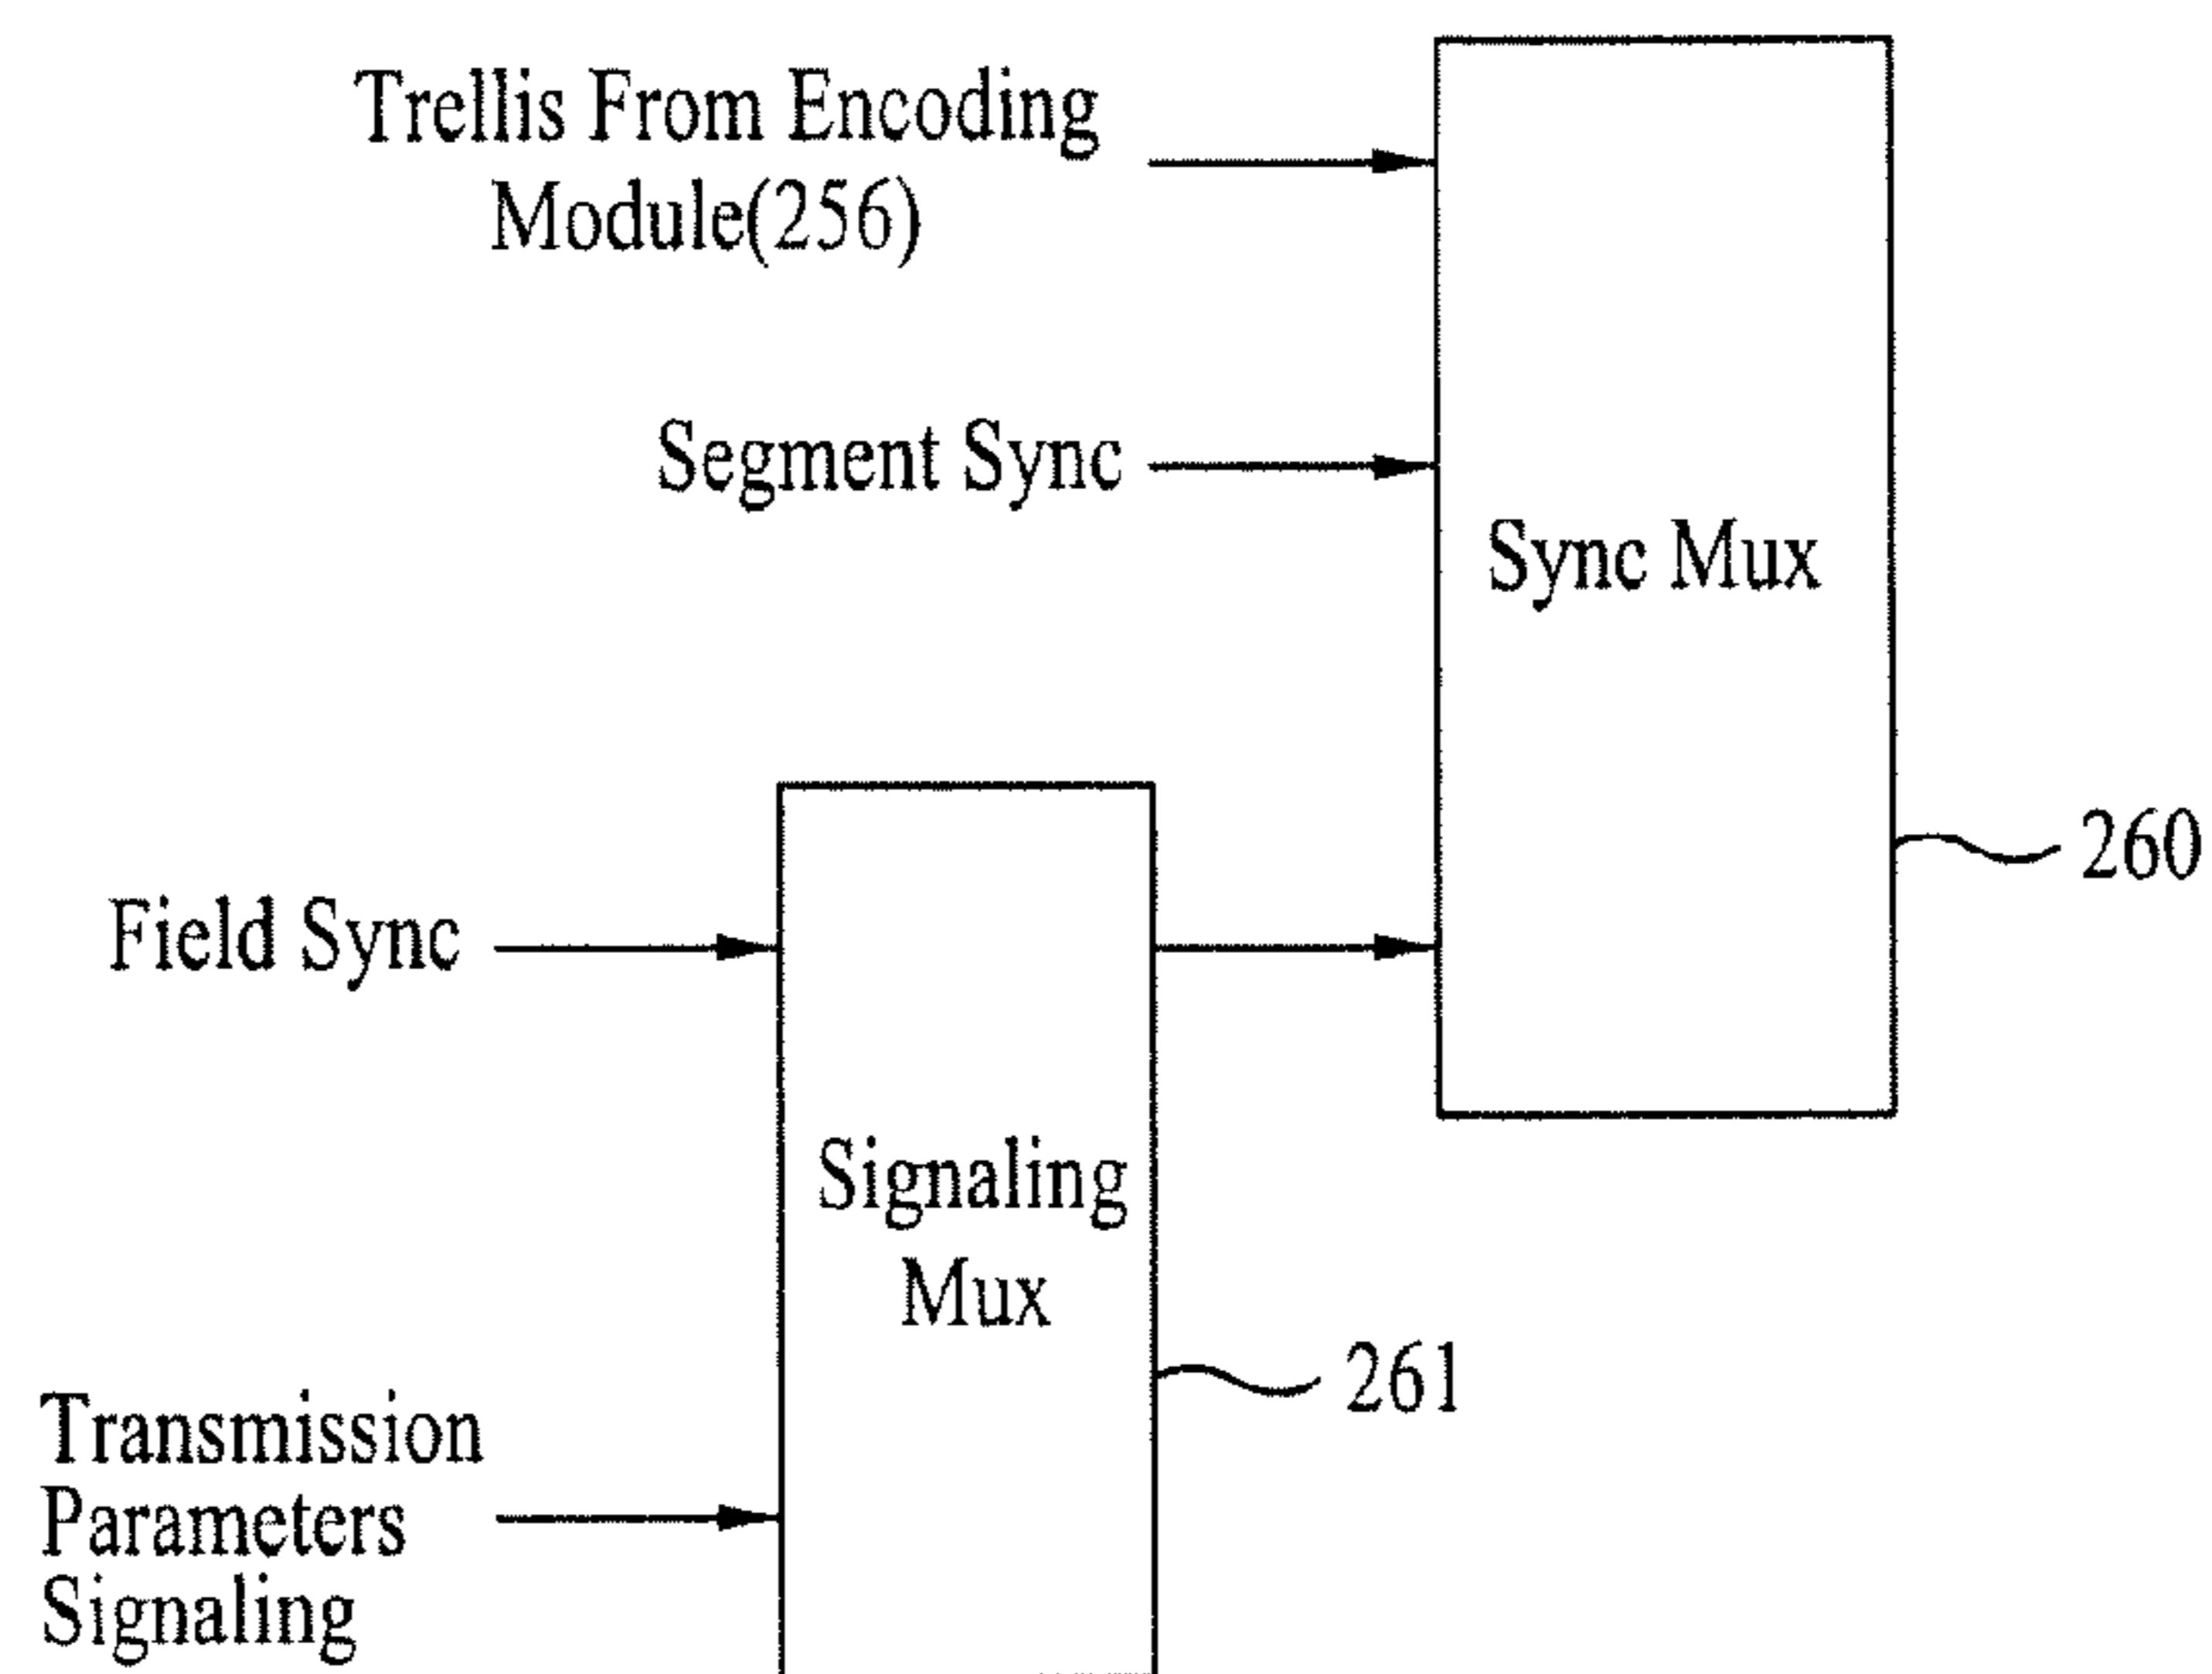 Trellis From Encoding
Module(256)
Segment Sync
Sync Mux
260
Field Sync
Signaling
Mux
261
Transmission
Parameters
Signaling